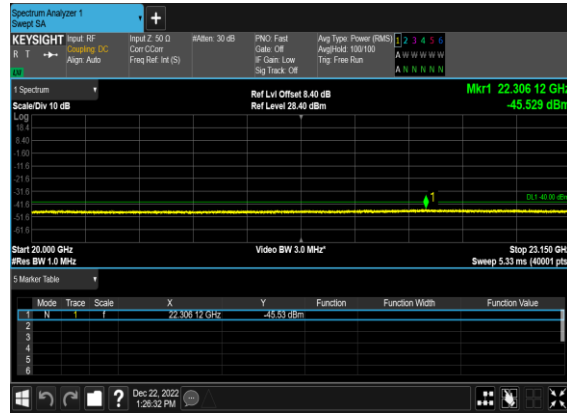 Spectrum Analyzer 1
Swept SA
+
KEYSIGHT Input: RF Input Z: 50 Ω #Atten: 30 dB PNO: Fast Avg Type: Power (RMS) 1 2 3 4 5 6
R T Coupling: DC Corr CCorr Gate: Off Avg|Hold: 100/100 A W W W W W
Align: Auto Freq Ref: Int (S) IF Gain: Low Trig: Free Run
Sig Track: Off A N N N N N
1 Spectrum Ref Lvl Offset 8.40 dB Mkr1 22.306 12 GHz
Scale/Div 10 dB Ref Level 28.40 dBm -45.529 dBm
Log
18.4
8.40
-1.60
-11.6
-21.6
-31.6
1
DL1 -40.00 dBm
-41.6
-51.6
-61.6
Start 20.000 GHz Video BW 3.0 MHz* Stop 23.150 GHz
#Res BW 1.0 MHz Sweep 5.33 ms (40001 pts)
5 Marker Table
Mode Trace Scale X Y Function Function Width Function Value
1 N 1 f 22.306 12 GHz -45.53 dBm
2
3
4
5
6
? Dec 22, 2022
1:26:32 PM